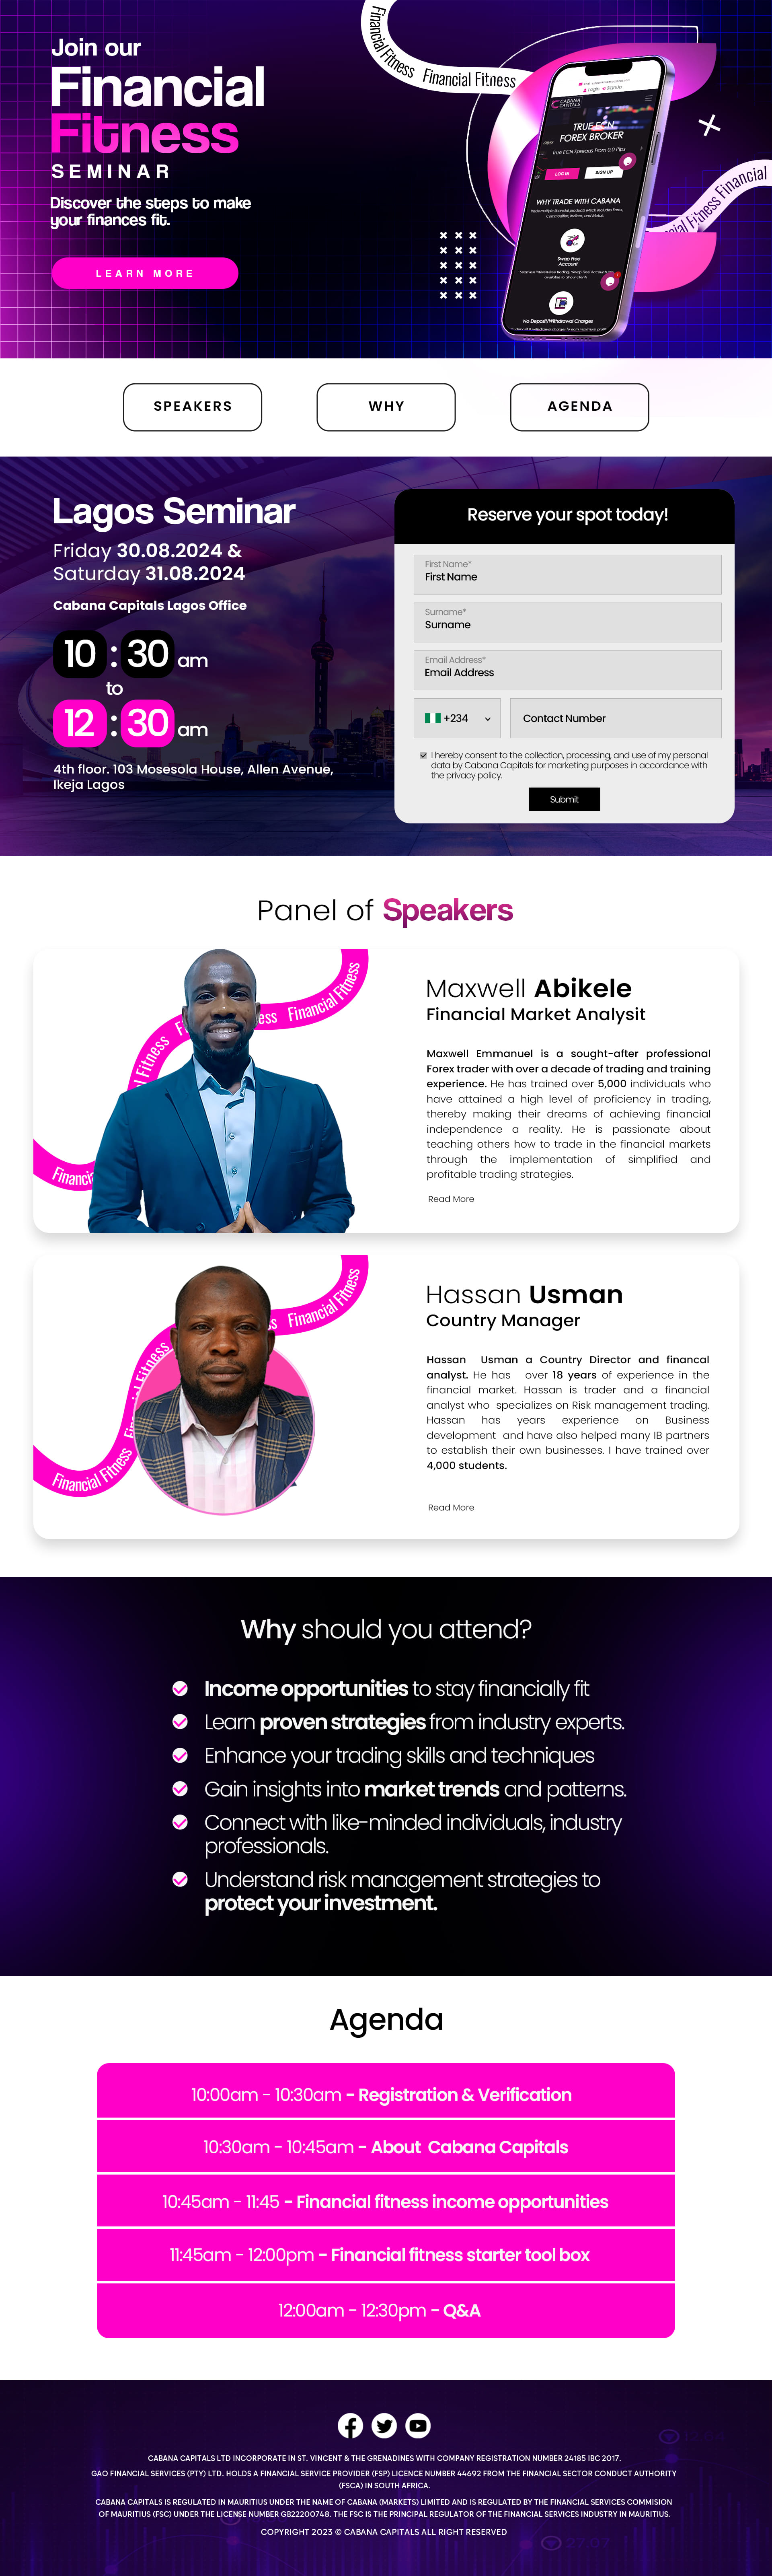 Join our
Financial
Fitness
SEMINAR
Discover the steps to make
your finances fit.
LEARN MORE
Financial Fitness Financial Fitness
Fitness Financial
CABANA
CAPITALS
TRUE ECN
FOREX BROKER
True ECN Spreads From 0.0 Pips
LOG IN SIGN UP
WHY TRADE WITH CABANA
Swap Free
Account
No Deposit/Withdrawal Charges
SPEAKERS WHY AGENDA
Lagos Seminar
Friday 30.08.2024 &
Saturday 31.08.2024
Cabana Capitals Lagos Office
10 : 30 am
to
12 : 30 am
4th floor. 103 Mosesola House, Allen Avenue,
Ikeja Lagos
Reserve your spot today!
First Name*
First Name
Surname*
Surname
Email Address*
Email Address
+234 Contact Number
I hereby consent to the collection, processing, and use of my personal
data by Cabana Capitals for marketing purposes in accordance with
the privacy policy.
Submit
Panel of Speakers
Financial Fitness
Maxwell Abikele
Financial Market Analysit
Maxwell Emmanuel is a sought-after professional
Forex trader with over a decade of trading and training
experience. He has trained over 5,000 individuals who
have attained a high level of proficiency in trading,
thereby making their dreams of achieving financial
independence a reality. He is passionate about
teaching others how to trade in the financial markets
through the implementation of simplified and
profitable trading strategies.
Read More
Financial Fitness
Financial Fitness
Hassan Usman
Country Manager
Hassan Usman a Country Director and financal
analyst. He has over 18 years of experience in the
financial market. Hassan is trader and a financial
analyst who specializes on Risk management trading.
Hassan has years experience on Business
development and have also helped many IB partners
to establish their own businesses. I have trained over
4,000 students.
Read More
Why should you attend?
Income opportunities to stay financially fit
Learn proven strategies from industry experts.
Enhance your trading skills and techniques
Gain insights into market trends and patterns.
Connect with like-minded individuals, industry
professionals.
Understand risk management strategies to
protect your investment.
Agenda
10:00am - 10:30am - Registration & Verification
10:30am - 10:45am - About Cabana Capitals
10:45am - 11:45 - Financial fitness income opportunities
11:45am - 12:00pm - Financial fitness starter tool box
12:00am - 12:30pm - Q&A
CABANA CAPITALS LTD INCORPORATE IN ST. VINCENT & THE GRENADINES WITH COMPANY REGISTRATION NUMBER 24185 IBC 2017.
GAO FINANCIAL SERVICES (PTY) LTD. HOLDS A FINANCIAL SERVICE PROVIDER (FSP) LICENCE NUMBER 44692 FROM THE FINANCIAL SECTOR CONDUCT AUTHORITY
(FSCA) IN SOUTH AFRICA.
CABANA CAPITALS IS REGULATED IN MAURITIUS UNDER THE NAME OF CABANA (MARKETS) LIMITED AND IS REGULATED BY THE FINANCIAL SERVICES COMMISION
OF MAURITIUS (FSC) UNDER THE LICENSE NUMBER GB22200748. THE FSC IS THE PRINCIPAL REGULATOR OF THE FINANCIAL SERVICES INDUSTRY IN MAURITIUS.
COPYRIGHT 2023 © CABANA CAPITALS ALL RIGHT RESERVED